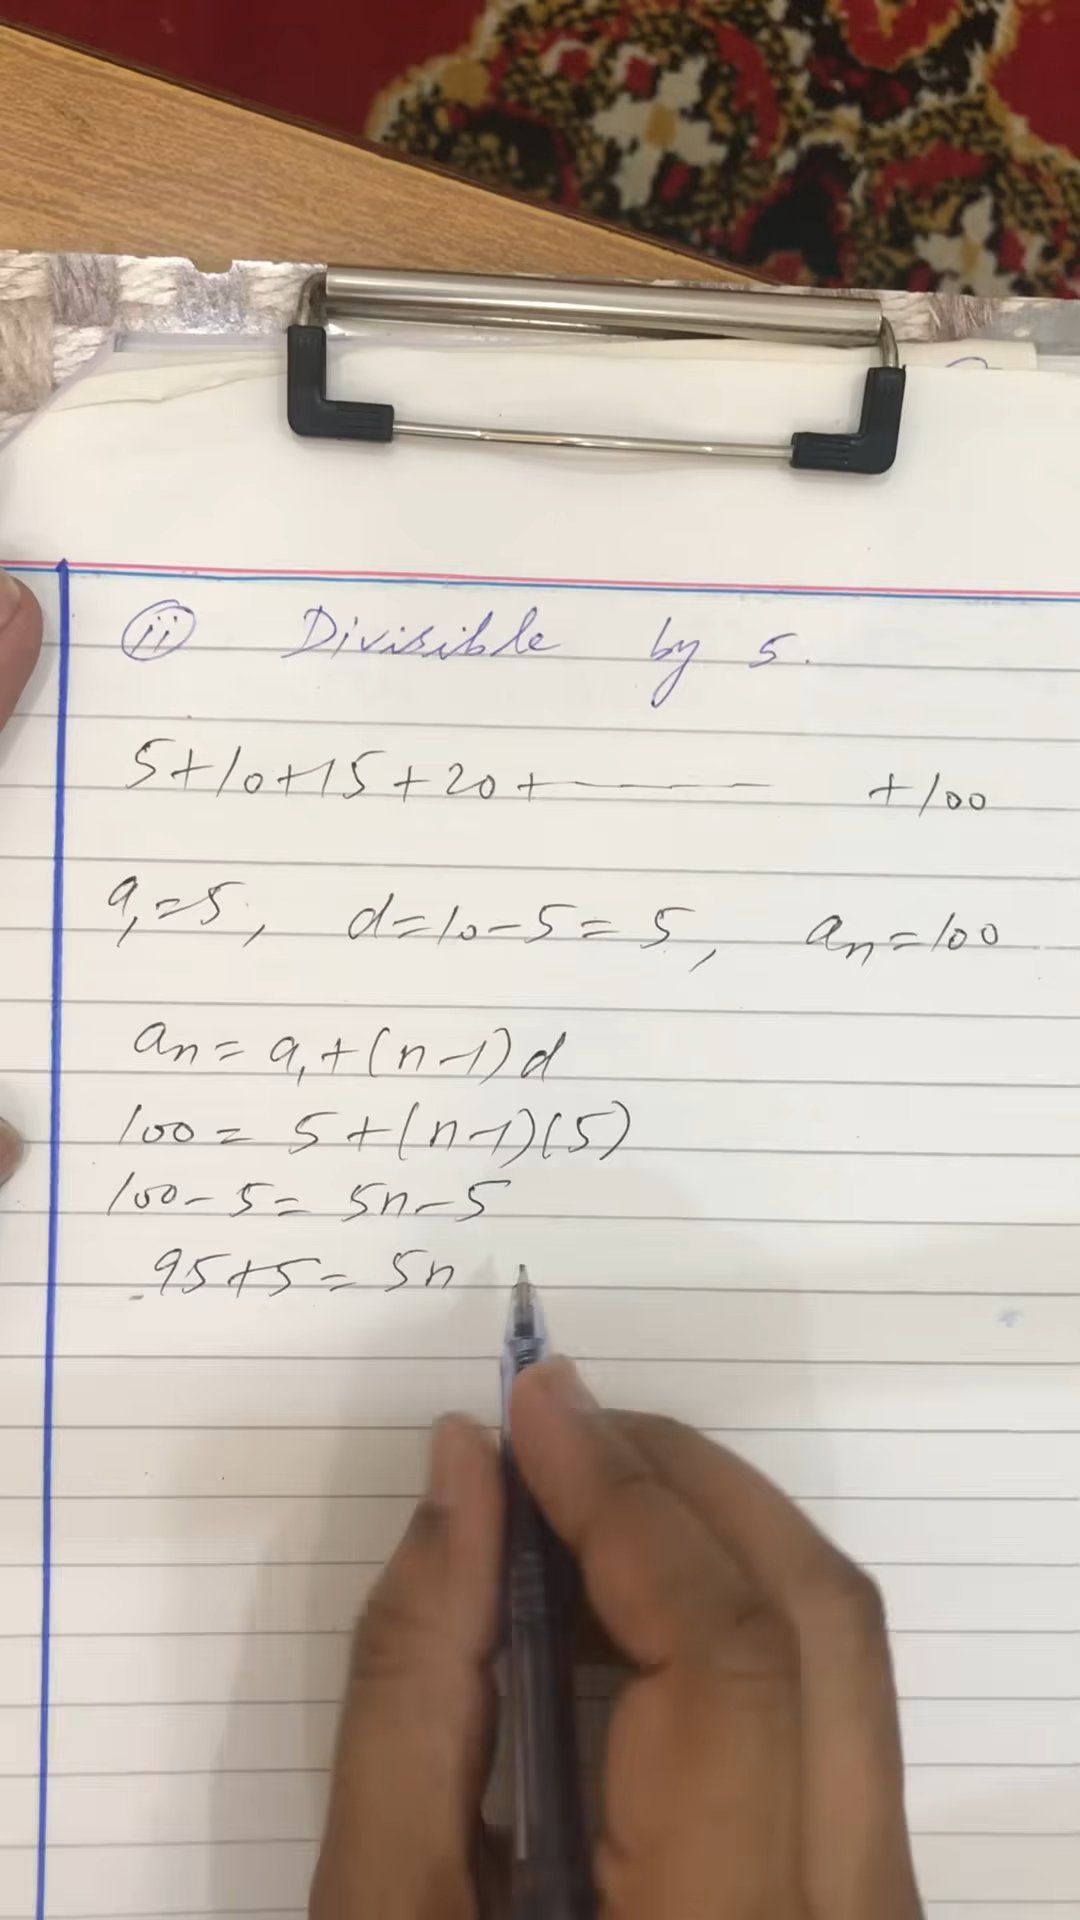 (ii) Divisible by 5.
5+10+15+20+---- +100
a₁=5, d=10-5=5, aₙ=100
aₙ=a₁+(n-1)d
100=5+(n-1)(5)
100-5=5n-5
95+5=5n